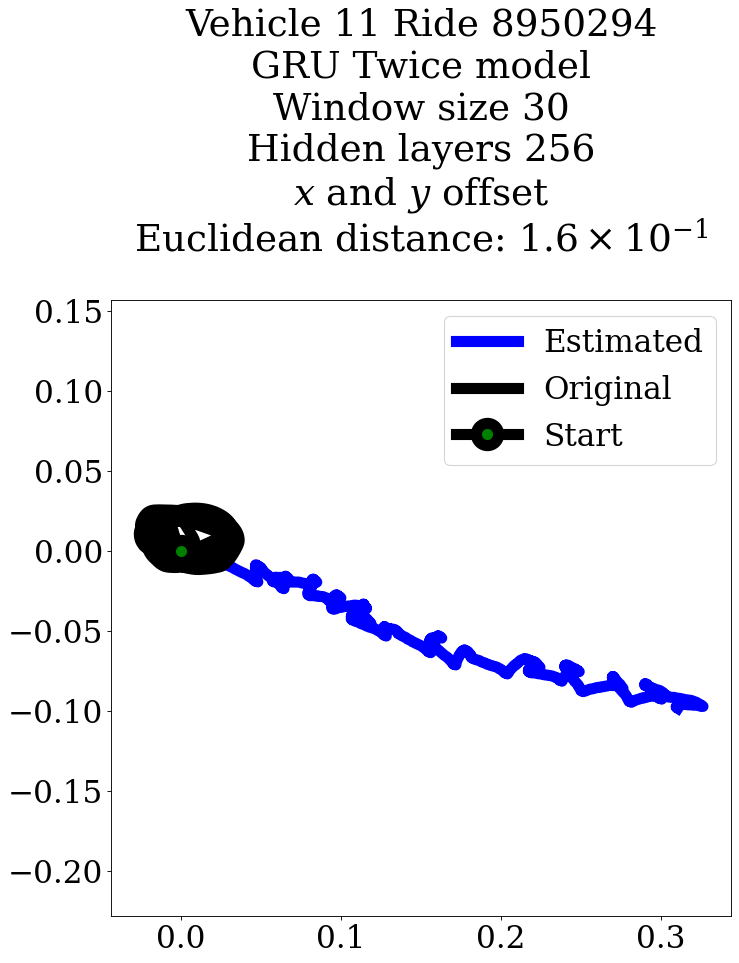 Vehicle 11 Ride 8950294
GRU Twice model
Window size 30
Hidden layers 256
x and y offset
Euclidean distance: 1.6 × 10⁻¹
Estimated
Original
Start
0.15
0.10
0.05
0.00
−0.05
−0.10
−0.15
−0.20
0.0 0.1 0.2 0.3